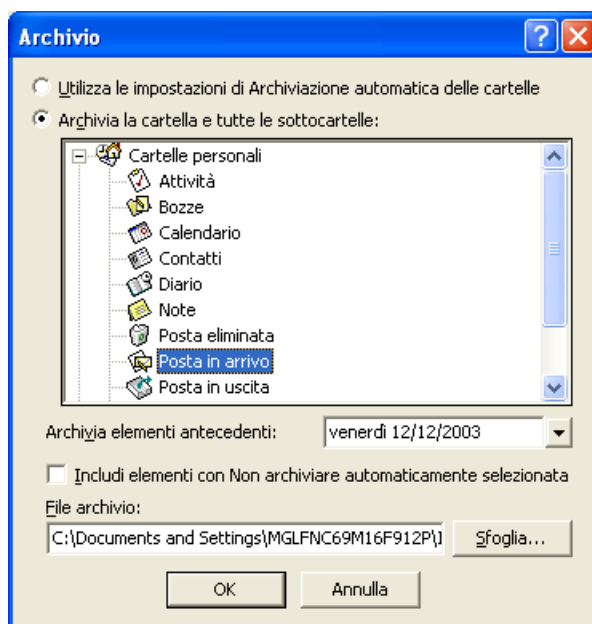 Archivio
Utilizza le impostazioni di Archiviazione automatica delle cartelle
Archivia la cartella e tutte le sottocartelle:
Cartelle personali
Attività
Bozze
Calendario
Contatti
Diario
Note
Posta eliminata
Posta in arrivo
Posta in uscita
Archivia elementi antecedenti: venerdì 12/12/2003
Includi elementi con Non archiviare automaticamente selezionata
File archivio:
C:\Documents and Settings\MGLFNC69M16F912P\I Sfoglia...
OK Annulla